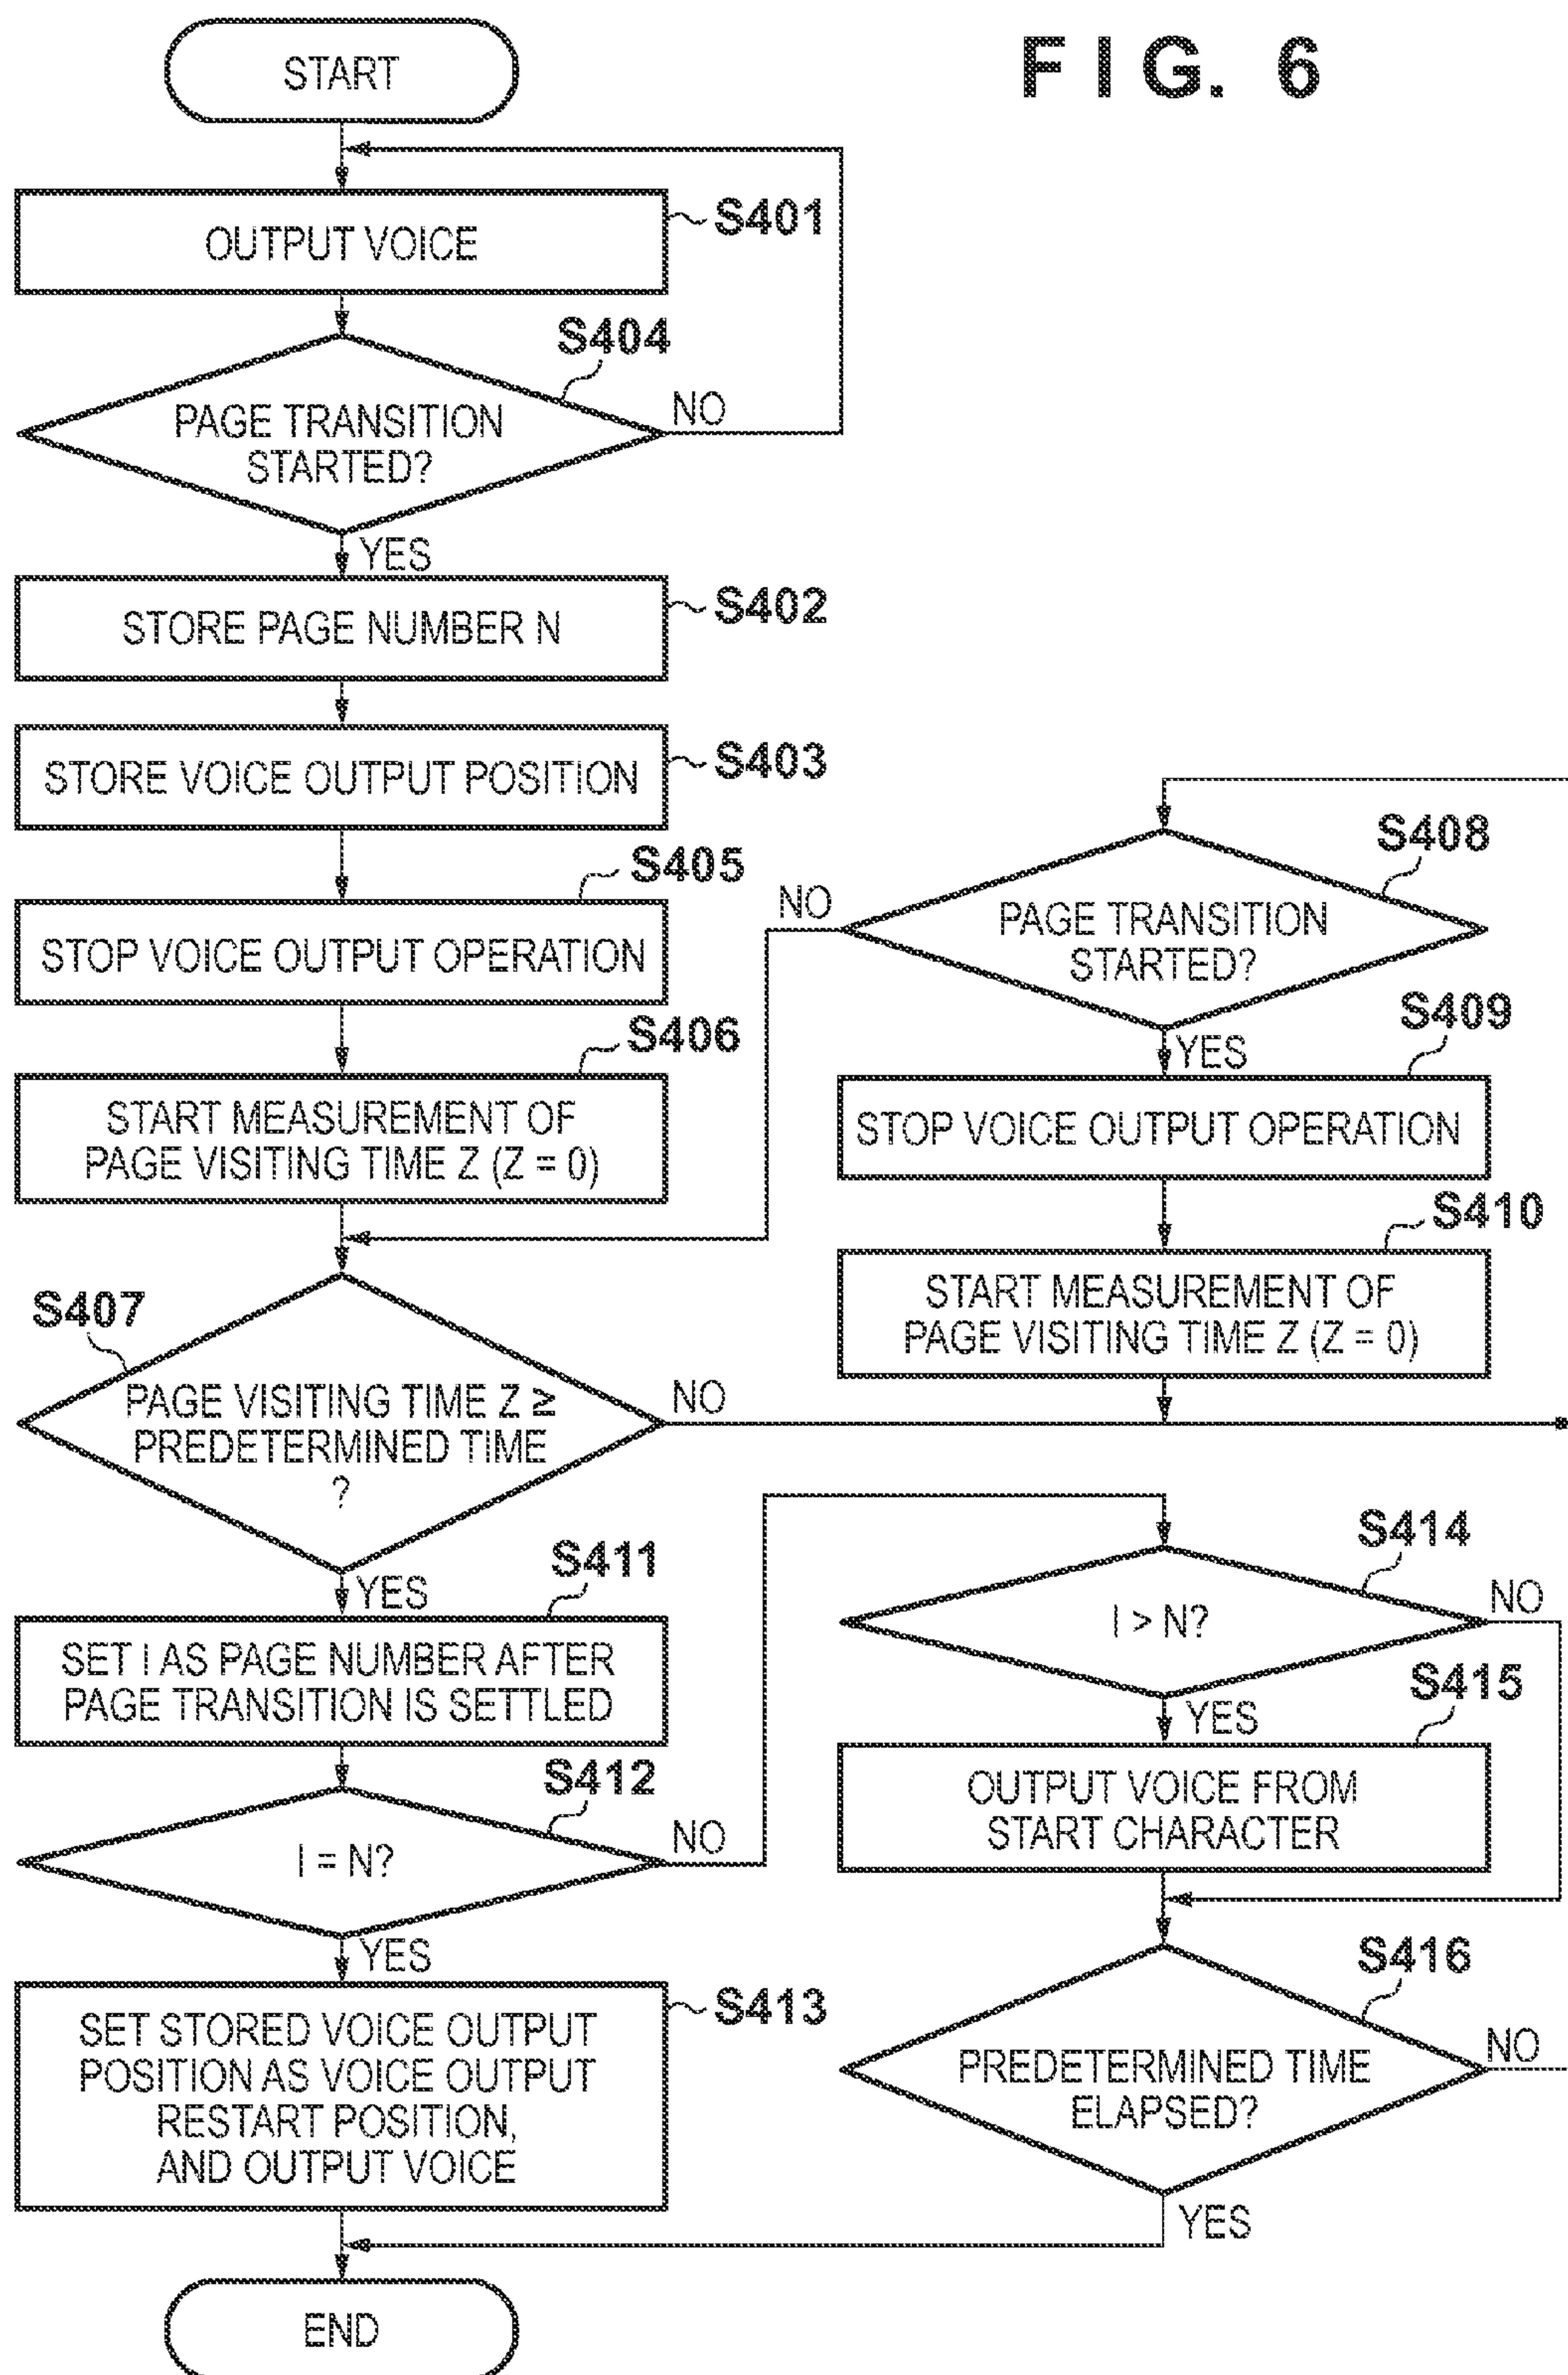 FIG. 6
START
OUTPUT VOICE
S401
S404
PAGE TRANSITION
STARTED?
NO
YES
STORE PAGE NUMBER N
S402
STORE VOICE OUTPUT POSITION
S403
S405
STOP VOICE OUTPUT OPERATION
S406
START MEASUREMENT OF
PAGE VISITING TIME Z (Z = 0)
S407
PAGE VISITING TIME Z ≧
PREDETERMINED TIME
?
NO
YES
S408
PAGE TRANSITION
STARTED?
NO
YES
S409
STOP VOICE OUTPUT OPERATION
S410
START MEASUREMENT OF
PAGE VISITING TIME Z (Z = 0)
S411
SET I AS PAGE NUMBER AFTER
PAGE TRANSITION IS SETTLED
S412
I = N?
NO
YES
SET STORED VOICE OUTPUT
POSITION AS VOICE OUTPUT
RESTART POSITION,
AND OUTPUT VOICE
S413
S414
I > N?
NO
YES
S415
OUTPUT VOICE FROM
START CHARACTER
S416
PREDETERMINED TIME
ELAPSED?
NO
YES
END